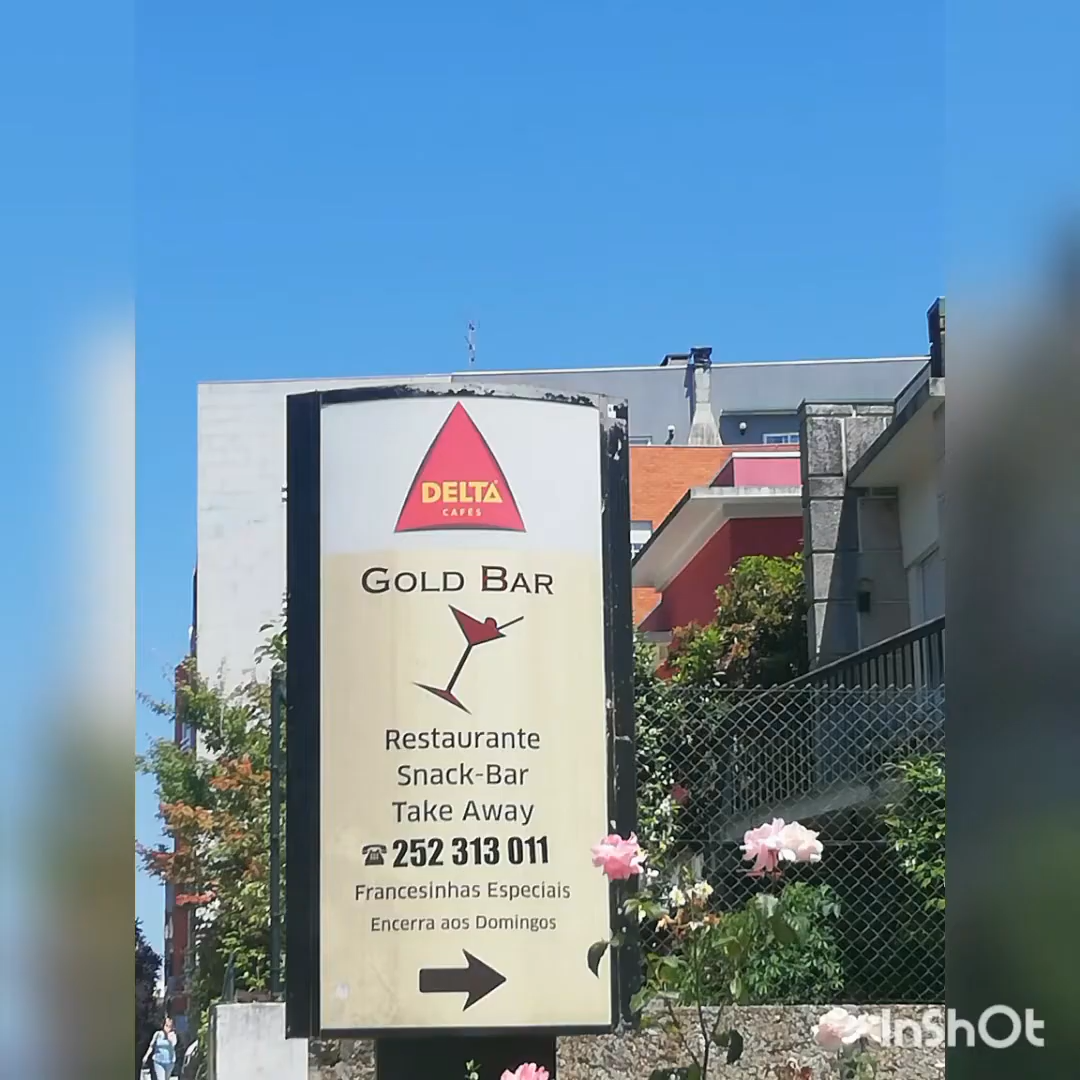 DELTA
CAFÉS
GOLD BAR
Restaurante
Snack-Bar
Take Away
☎ 252 313 011
Francesinhas Especiais
Encerra aos Domingos
InShOt